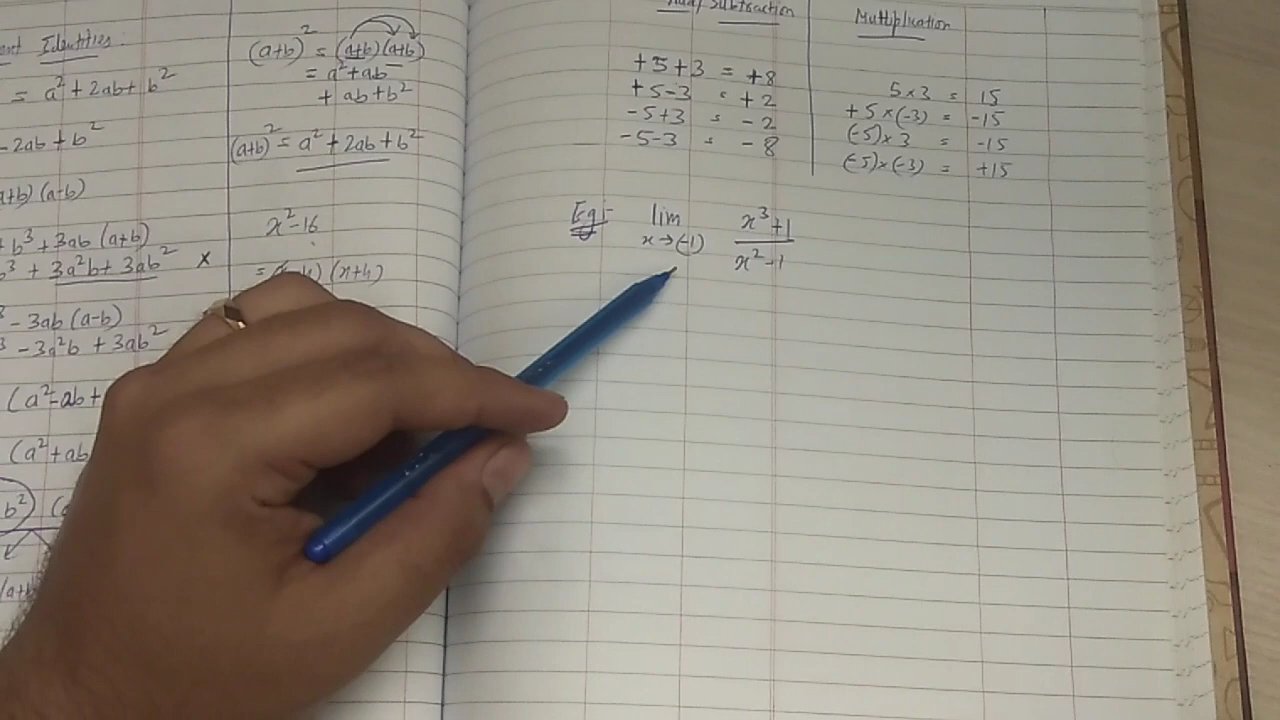 Identities
= a² + 2ab + b²
- 2ab + b²
(a-b)
b³ + 3ab (a+b)
+ 3a²b + 3ab² ×
- 3ab (a-b)
- 3a²b + 3ab²
(a² - ab +
(a² + ab
b²)
(a+b)² = (a+b)(a+b)
= a² + ab
+ ab + b²
(a+b)² = a² + 2ab + b²
x² - 16
(x+4)
Subtraction
+5+3 = +8
+5-3 = +2
-5+3 = -2
-5-3 = -8
Multiplication
5×3 = 15
+5×(-3) = -15
(-5)×3 = -15
(-5)×(-3) = +15
Eg:- lim x→(-1) x³+1 / x²-1